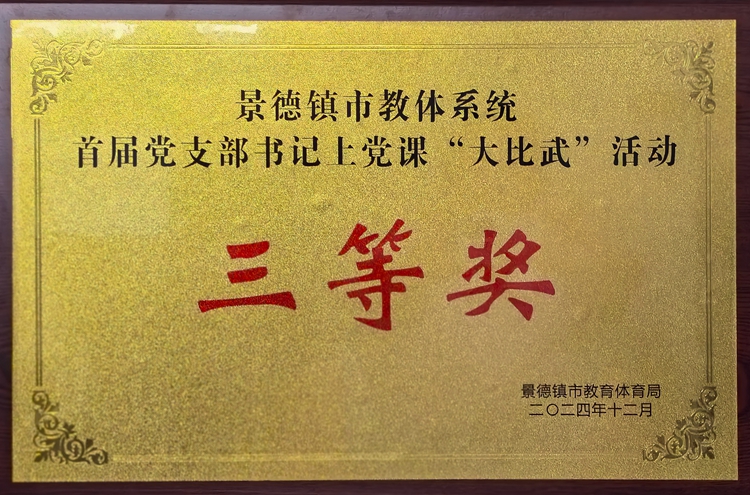 景德镇市教体系统
首届党支部书记上党课“大比武”活动
三等奖
景德镇市教育体育局
二〇二四年十二月